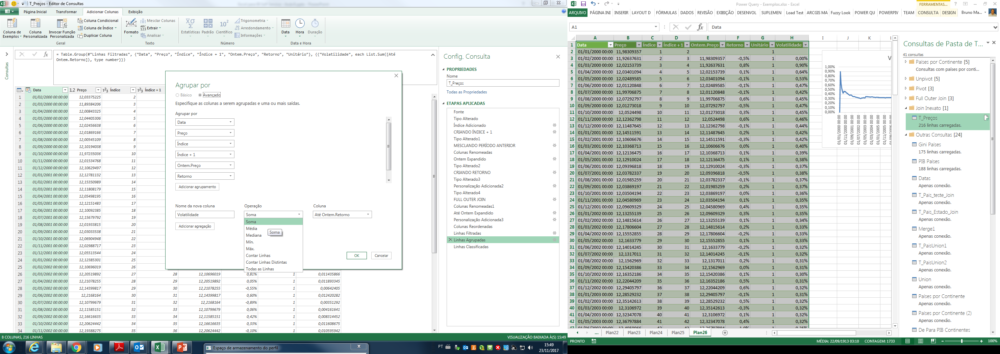 T_Preços - Editor de Consultas
Página Inicial Transformar Adicionar Colunas Exibição
Coluna de Exemplos
Coluna Personalizada
Invocar Função Personalizada
Coluna Condicional
Coluna de Índice
Duplicar Coluna
Geral
Formato
Mesclar Colunas
Extrair
Analisar
Texto
Estatísticas
Padrão
Científico
Trigonometria
Arredondamento
Informações
Número
Data
Hora
Duração
Data e Hora
Consultas
= Table.Group(#"Linhas Filtradas", {"Data", "Preço", "Índice", "Índice + 1", "Ontem.Preço", "Retorno", "Unitário"}, {{"Volatilidade", each List.Sum([Até
Ontem.Retorno]), type number}})
Data 1.2 Preço Índice Índice + 1
1 01/02/2000 00:00:00 12,03375225 2
2 01/03/2000 00:00:00 11,89384206 3
3 01/04/2000 00:00:00 12,00843325 4
4 01/05/2000 00:00:00 12,04405306 5
5 01/06/2000 00:00:00 12,02456638 6
6 01/07/2000 00:00:00 12,01869166 7
7 01/08/2000 00:00:00 12,00545109 8
8 01/09/2000 00:00:00 12,10194038 9
9 01/10/2000 00:00:00 11,97235036 10
10 01/11/2000 00:00:00 12,01534768 11
11 01/12/2000 00:00:00 12,10629497 12
12 01/01/2001 00:00:00 12,12781132 13
13 01/02/2001 00:00:00 12,15350989 14
14 01/03/2001 00:00:00 12,11808179 15
15 01/04/2001 00:00:00 12,05498195 16
16 01/05/2001 00:00:00 12,12151483 17
17 01/06/2001 00:00:00 12,10092385 18
18 01/07/2001 00:00:00 12,15679792 19
19 01/08/2001 00:00:00 12,01933815 20
20 01/09/2001 00:00:00 12,03033538 21
21 01/10/2001 00:00:00 12,06904948 22
22 01/11/2001 00:00:00 12,02988717 23
23 01/12/2001 00:00:00 12,05513544 24
24 01/01/2002 00:00:00 12,12385301 25
25 01/02/2002 00:00:00 12,10696019 26
26 01/03/2002 00:00:00 12,20519892 27 28 12,10696019 0,81% 1 0,011435866
27 01/04/2002 00:00:00 12,21078255 28 29 12,20519892 0,05% 1 0,011893345
28 01/05/2002 00:00:00 12,14399817 29 30 12,21078255 -0,55% 1 0,00642405
29 01/06/2002 00:00:00 12,2168164 30 31 12,14399817 0,60% 1 0,012420282
30 01/07/2002 00:00:00 12,10799679 31 32 12,2168164 -0,89% 1 0,00351292
31 01/08/2002 00:00:00 12,11585151 32 33 12,10799679 0,06% 1 0,004161641
32 01/09/2002 00:00:00 12,16616635 33 34 12,11585151 0,42% 1 0,008314452
33 01/10/2002 00:00:00 12,20624442 34 35 12,16616635 0,33% 1 0,011608675
34 01/11/2002 00:00:00 12,19388275 35 36 12,20624442 -0,10% 1 0,010595942
Agrupar por
Básico Avançado
Especifique as colunas a serem agrupadas e uma ou mais saídas.
Agrupar por
Data
Preço
Índice
Índice + 1
Ontem.Preço
Retorno
Adicionar agrupamento
Nome da nova coluna Operação Coluna
Volatilidade Soma Até Ontem.Retorno
Adicionar agregação
Soma
Média
Mediana
Mín.
Máx.
Contar Linhas
Contar Linhas Distintas
Todas as Linhas
Soma
OK Cancelar
Config. Consulta
PROPRIEDADES
Nome
T_Preços
Todas as Propriedades
ETAPAS APLICADAS
Fonte
Tipo Alterado
Índice Adicionado
CRIANDO ÍNDICE + 1
Tipo Alterado1
MESCLANDO PERÍODO ANTERIOR
Colunas Renomeadas
Ontem Expandido
Tipo Alterado2
CRIANDO RETORNO
Tipo Alterado3
Personalização Adicionada2
Tipo Alterado4
FULL OUTER JOIN
Colunas Renomeadas1
Até Ontem Expandido
Personalização Adicionada3
Colunas Reordenadas
Linhas Filtradas
Linhas Agrupadas
Linhas Classificadas
8 COLUNAS, 216 LINHAS
VISUALIZAÇÃO BAIXADA À(S) 15:49
Espaço de armazenamento do perfil
PT
15:49
23/11/2017
Power Query - Exemplos.xlsx - Excel
FERRAMENTAS...
ARQUIVO PÁGINA INI INSERIR LAYOUT D FÓRMULAS DADOS REVISÃO EXIBIÇÃO DESENVOL SUPLEMEN Load Test ARCGIS MA Fuzzy Look POWER QU POWERPIV TEAM CONSULTA DESIGN Bruno Ma...
A1 Data
A B C D E F G H I J K L
1 Data Preço Índice Índice + 1 Ontem.Preço Retorno Unitário Volatilidade
2 01/01/2000 00:00 11,98309357 1 2 1
3 01/02/2000 00:00 11,92637631 2 3 11,98309357 -0,5% 1 0,00%
4 01/03/2000 00:00 12,02153739 3 4 11,92637631 0,8% 1 0,90%
5 01/04/2000 00:00 12,03401094 4 5 12,02153739 0,1% 1 0,64%
6 01/05/2000 00:00 12,02489585 5 6 12,03401094 -0,1% 1 0,53%
7 01/06/2000 00:00 12,01120848 6 7 12,02489585 -0,1% 1 0,47%
8 01/07/2000 00:00 11,99706875 7 8 12,01120848 -0,1% 1 0,42%
9 01/08/2000 00:00 12,07292797 8 9 11,99706875 0,6% 1 0,45%
10 01/09/2000 00:00 12,01273018 9 10 12,07292797 -0,5% 1 0,47%
11 01/10/2000 00:00 12,0524498 10 11 12,01273018 0,3% 1 0,45%
12 01/11/2000 00:00 12,12362798 11 12 12,0524498 0,6% 1 0,46%
13 01/12/2000 00:00 12,11487645 12 13 12,12362798 -0,1% 1 0,44%
14 01/01/2001 00:00 12,14511591 13 14 12,11487645 0,2% 1 0,42%
15 01/02/2001 00:00 12,10606676 14 15 12,14511591 -0,3% 1 0,42%
16 01/03/2001 00:00 12,10368713 15 16 12,10606676 0,0% 1 0,40%
17 01/04/2001 00:00 12,12136475 16 17 12,10368713 0,1% 1 0,39%
18 01/05/2001 00:00 12,12910024 17 18 12,12136475 0,1% 1 0,38%
19 01/06/2001 00:00 12,09396818 18 19 12,12910024 -0,3% 1 0,37%
20 01/07/2001 00:00 12,03782337 19 20 12,09396818 -0,5% 1 0,38%
21 01/08/2001 00:00 12,01985259 20 21 12,03782337 -0,1% 1 0,37%
22 01/09/2001 00:00 12,03869197 21 22 12,01985259 0,2% 1 0,37%
23 01/10/2001 00:00 12,03504194 22 23 12,03869197 0,0% 1 0,36%
24 01/11/2001 00:00 12,04580969 23 24 12,03504194 0,1% 1 0,35%
25 01/12/2001 00:00 12,09609329 24 25 12,04580969 0,4% 1 0,35%
26 01/01/2002 00:00 12,13255139 25 26 12,09609329 0,3% 1 0,35%
27 01/02/2002 00:00 12,14815614 26 27 12,13255139 0,1% 1 0,34%
28 01/03/2002 00:00 12,17806604 27 28 12,14815614 0,2% 1 0,33%
29 01/04/2002 00:00 12,15552855 28 29 12,17806604 -0,2% 1 0,33%
30 01/05/2002 00:00 12,1633779 29 30 12,15552855 0,1% 1 0,33%
31 01/06/2002 00:00 12,14014245 30 31 12,1633779 -0,2% 1 0,32%
32 01/07/2002 00:00 12,1317011 31 32 12,14014245 -0,1% 1 0,32%
33 01/08/2002 00:00 12,1562969 32 33 12,1317011 0,2% 1 0,31%
34 01/09/2002 00:00 12,15420386 33 34 12,1562969 0,0% 1 0,31%
35 01/10/2002 00:00 12,16352186 34 35 12,15420386 0,1% 1 0,30%
36 01/11/2002 00:00 12,22044209 35 36 12,16352186 0,5% 1 0,31%
37 01/12/2002 00:00 12,29405797 36 37 12,22044209 0,6% 1 0,32%
38 01/01/2003 00:00 12,28529232 37 38 12,29405797 -0,1% 1 0,31%
39 01/02/2003 00:00 12,35142613 38 39 12,28529232 0,5% 1 0,32%
40 01/03/2003 00:00 12,3106972 39 40 12,35142613 -0,3% 1 0,32%
41 01/04/2003 00:00 12,32347078 40 41 12,3106972 0,1% 1 0,32%
42 01/05/2003 00:00 12,36797884 41 42 12,32347078 0,4% 1 0,32%
V
1,00%
0,90%
0,80%
0,70%
0,60%
0,50%
0,40%
0,30%
0,20%
0,10%
0,00%
01/01/2000 00:00
01/11/2000 00:00
01/09/2001 00:00
01/07/2002 00:00
01/05/2003 00:00
01/03/2004 00:00
01/01/2005 00:00
01/11/2005 00:00
Consultas de Pasta de T...
41 consultas
Países por Continente [5]
Consultas com países por conti...
Unpivot [5]
Pivot [3]
Full Outer Join [3]
Join Inexato [1]
T_Preços
216 linhas carregadas.
Outras Consultas [24]
Gini Países
175 linhas carregadas.
PIB Países
188 linhas carregadas.
Datas
Apenas conexão.
T_Pais_teste_Join
Apenas conexão.
T_Pais_Estado_Join
Apenas conexão.
Merge1
Apenas conexão.
T_PaisUnion1
Apenas conexão.
T_PaisUnion2
Apenas conexão.
Union
Apenas conexão.
Países por Continente
Apenas conexão.
Países por Continente (2)
Apenas conexão.
De Para PIB Continentes
... Plan22 Plan23 Plan24 Plan25 Plan26
PRONTO
MÉDIA: 22/09/1913 03:10 CONTAGEM: 1733 100%